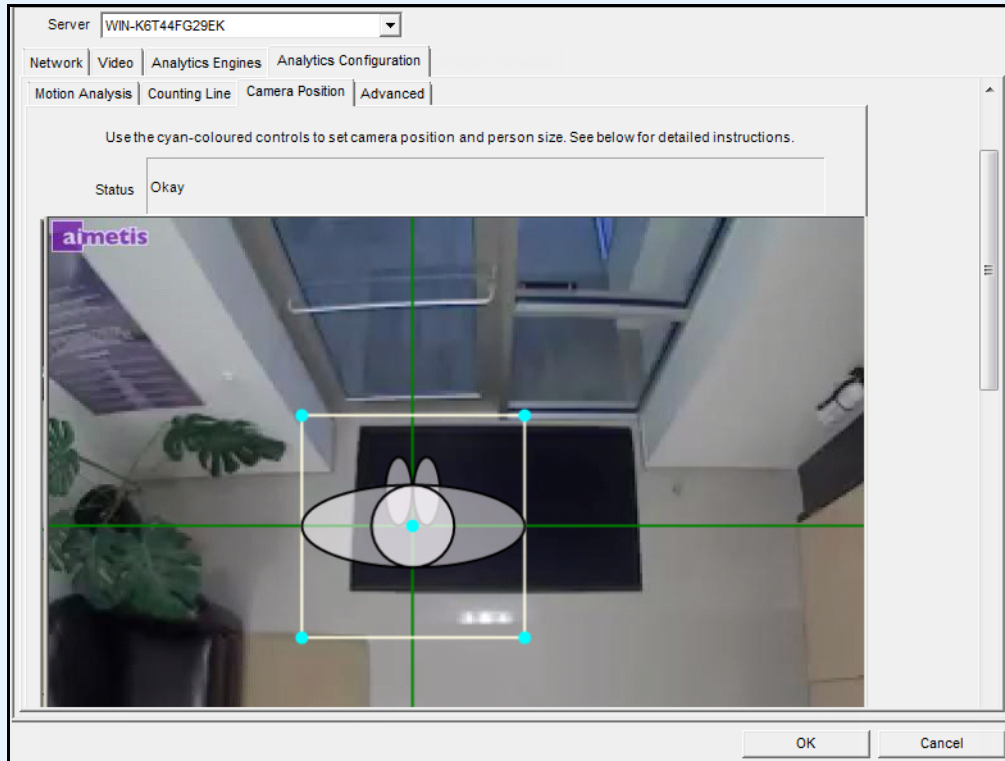 Server WIN-K6T44FG29EK
Network Video Analytics Engines Analytics Configuration
Motion Analysis Counting Line Camera Position Advanced
Use the cyan-coloured controls to set camera position and person size. See below for detailed instructions.
Status Okay
aimetis
OK Cancel